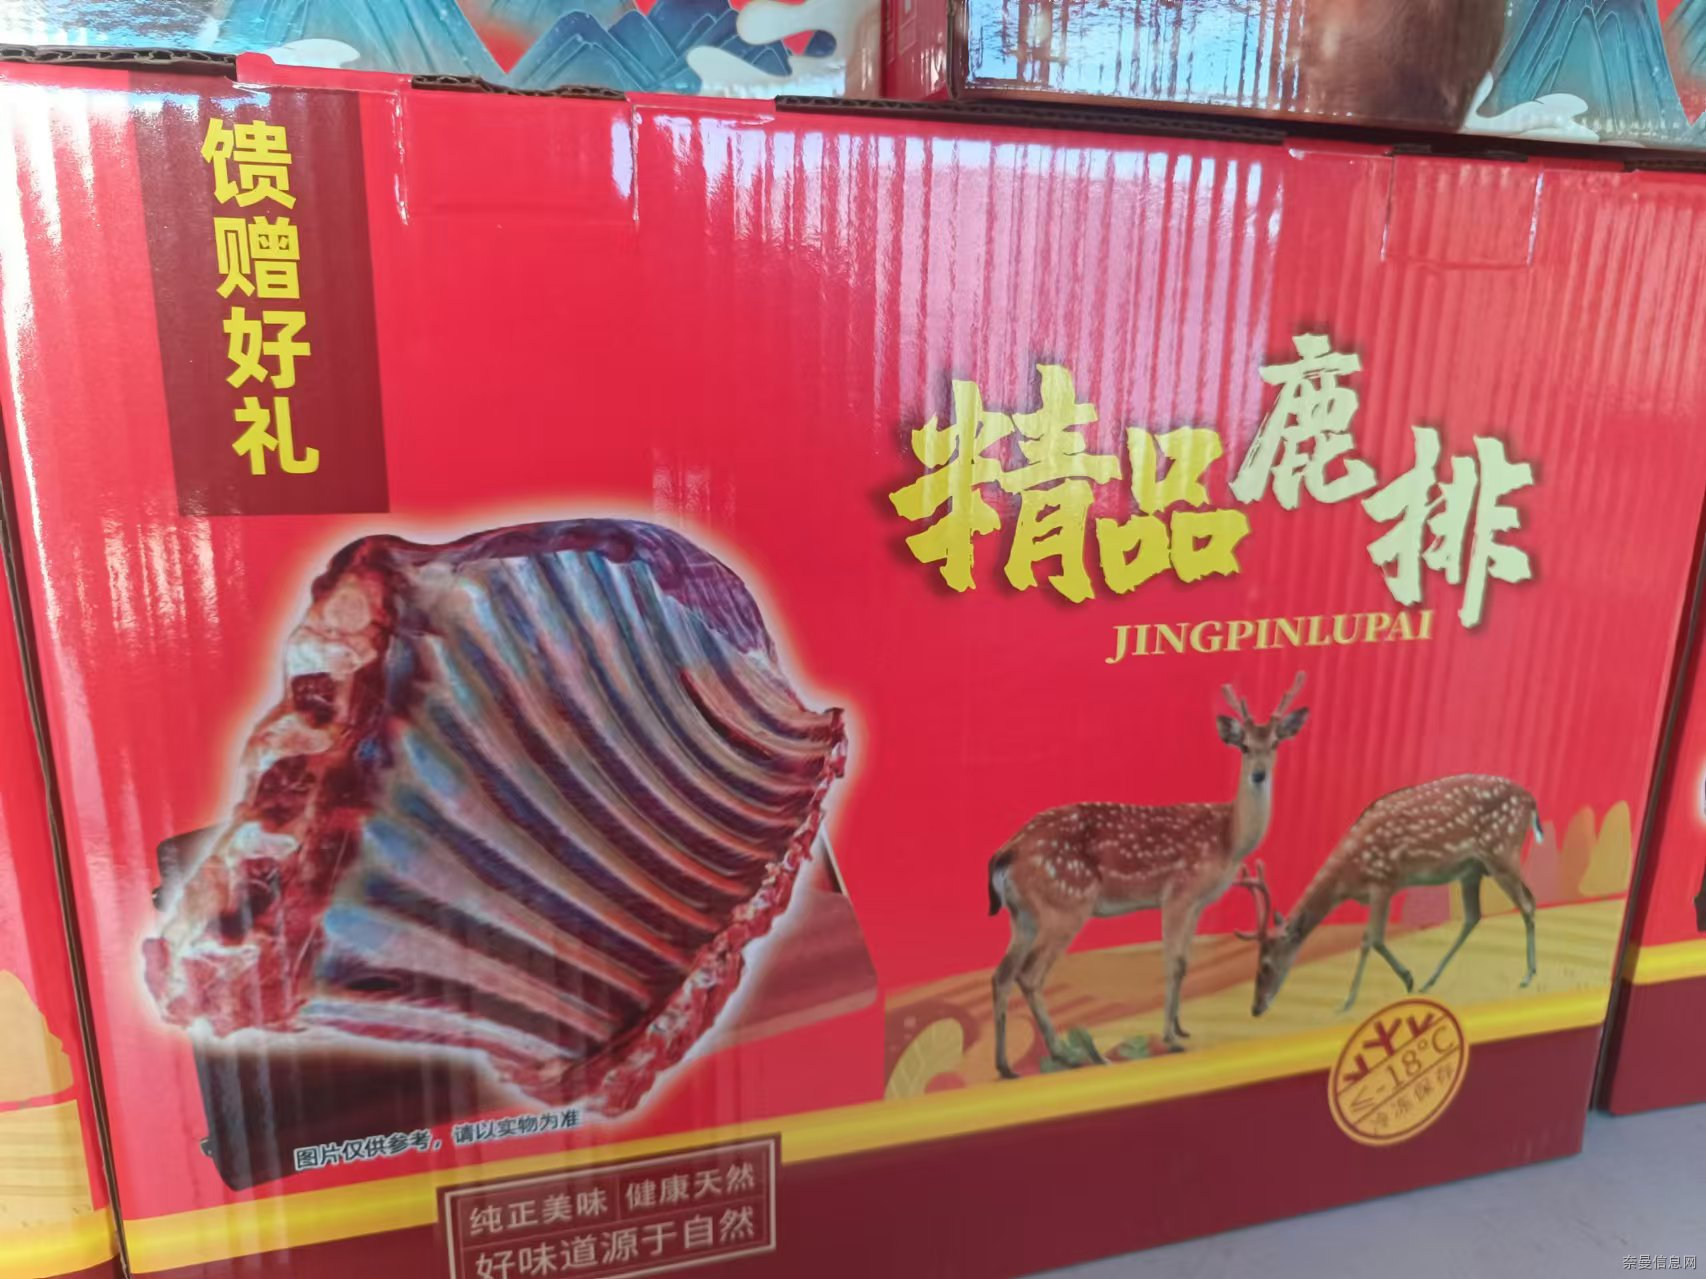 馈赠好礼
精品鹿排
JINGPINLUPAI
≤-18°C
冷冻保存
图片仅供参考，请以实物为准
纯正美味 健康天然
好味道源于自然
奈曼信息网